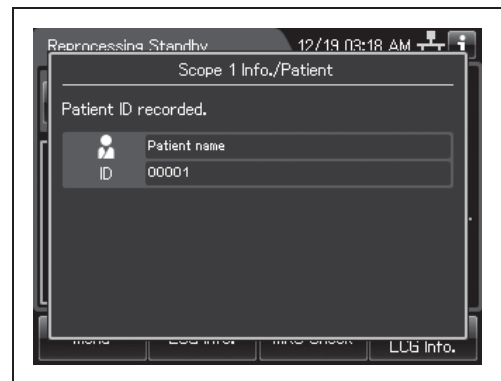 Reprocessing Standby 12/19 03:18 AM i
Scope 1 Info./Patient
Patient ID recorded.
Patient name
ID 00001
LCG Info.